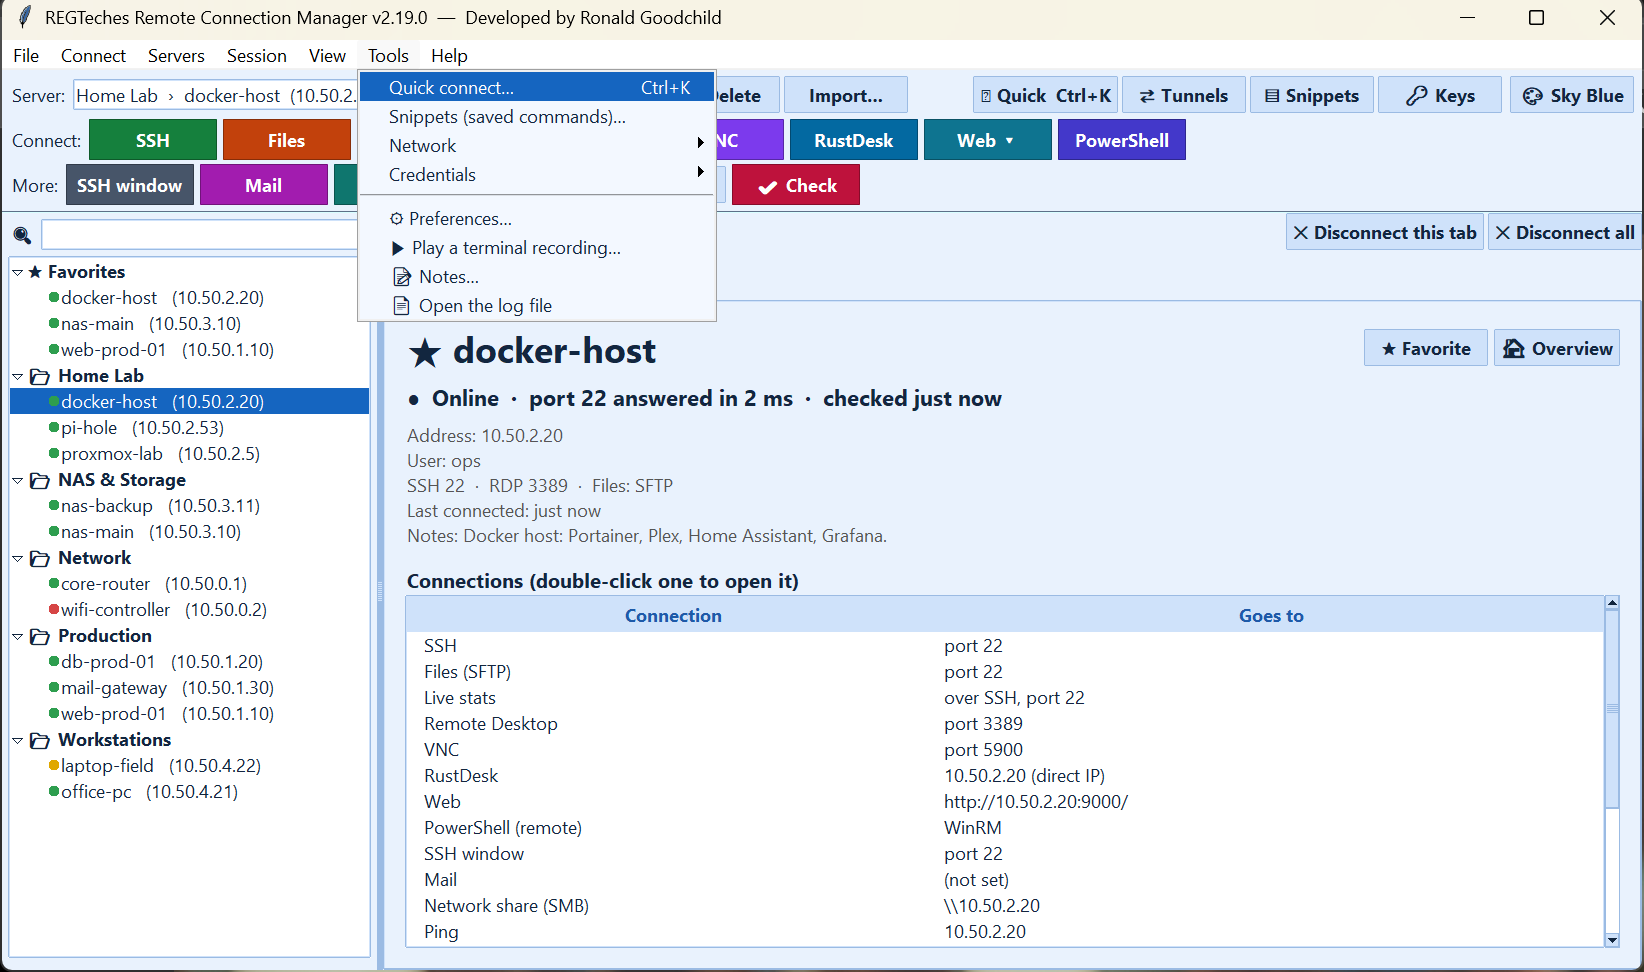 REGTeches Remote Connection Manager v2.19.0 — Developed by Ronald Goodchild
File Connect Servers Session View Tools Help
Server: Home Lab › docker-host (10.50.2.
Import...
Quick Ctrl+K
⇄ Tunnels
Snippets
Keys
Sky Blue
Connect: SSH Files RustDesk Web ▾ PowerShell
More: SSH window Mail ✔ Check
Quick connect... Ctrl+K
Snippets (saved commands)...
Network
Credentials
Preferences...
Play a terminal recording...
Notes...
Open the log file
✕ Disconnect this tab ✕ Disconnect all
★ Favorites
docker-host (10.50.2.20)
nas-main (10.50.3.10)
web-prod-01 (10.50.1.10)
Home Lab
docker-host (10.50.2.20)
pi-hole (10.50.2.53)
proxmox-lab (10.50.2.5)
NAS & Storage
nas-backup (10.50.3.11)
nas-main (10.50.3.10)
Network
core-router (10.50.0.1)
wifi-controller (10.50.0.2)
Production
db-prod-01 (10.50.1.20)
mail-gateway (10.50.1.30)
web-prod-01 (10.50.1.10)
Workstations
laptop-field (10.50.4.22)
office-pc (10.50.4.21)
★ docker-host
★ Favorite Overview
● Online · port 22 answered in 2 ms · checked just now
Address: 10.50.2.20
User: ops
SSH 22 · RDP 3389 · Files: SFTP
Last connected: just now
Notes: Docker host: Portainer, Plex, Home Assistant, Grafana.
Connections (double-click one to open it)
Connection Goes to
SSH port 22
Files (SFTP) port 22
Live stats over SSH, port 22
Remote Desktop port 3389
VNC port 5900
RustDesk 10.50.2.20 (direct IP)
Web http://10.50.2.20:9000/
PowerShell (remote) WinRM
SSH window port 22
Mail (not set)
Network share (SMB) \\10.50.2.20
Ping 10.50.2.20